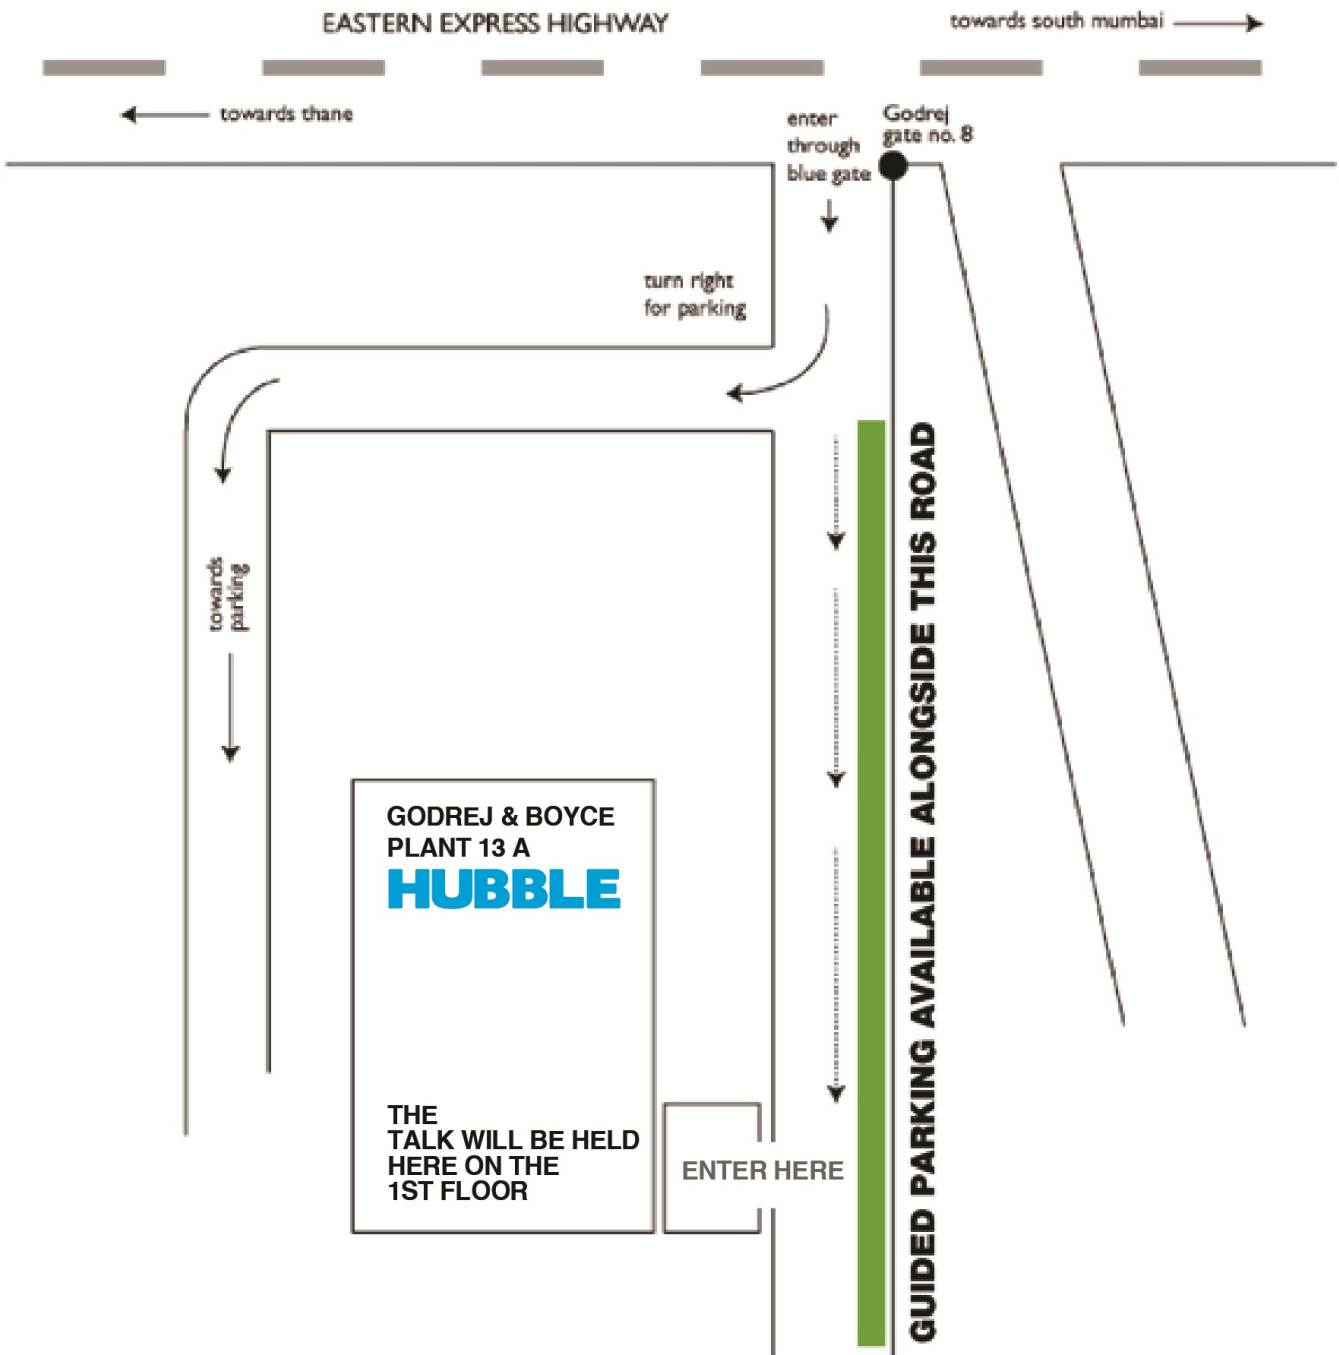 EASTERN EXPRESS HIGHWAY
towards south mumbai
towards thane
enter
through
blue gate
Godrej
gate no. 8
turn right
for parking
towards
parking
GUIDED PARKING AVAILABLE ALONGSIDE THIS ROAD
GODREJ & BOYCE
PLANT 13 A
HUBBLE
THE
TALK WILL BE HELD
HERE ON THE
1ST FLOOR
ENTER HERE